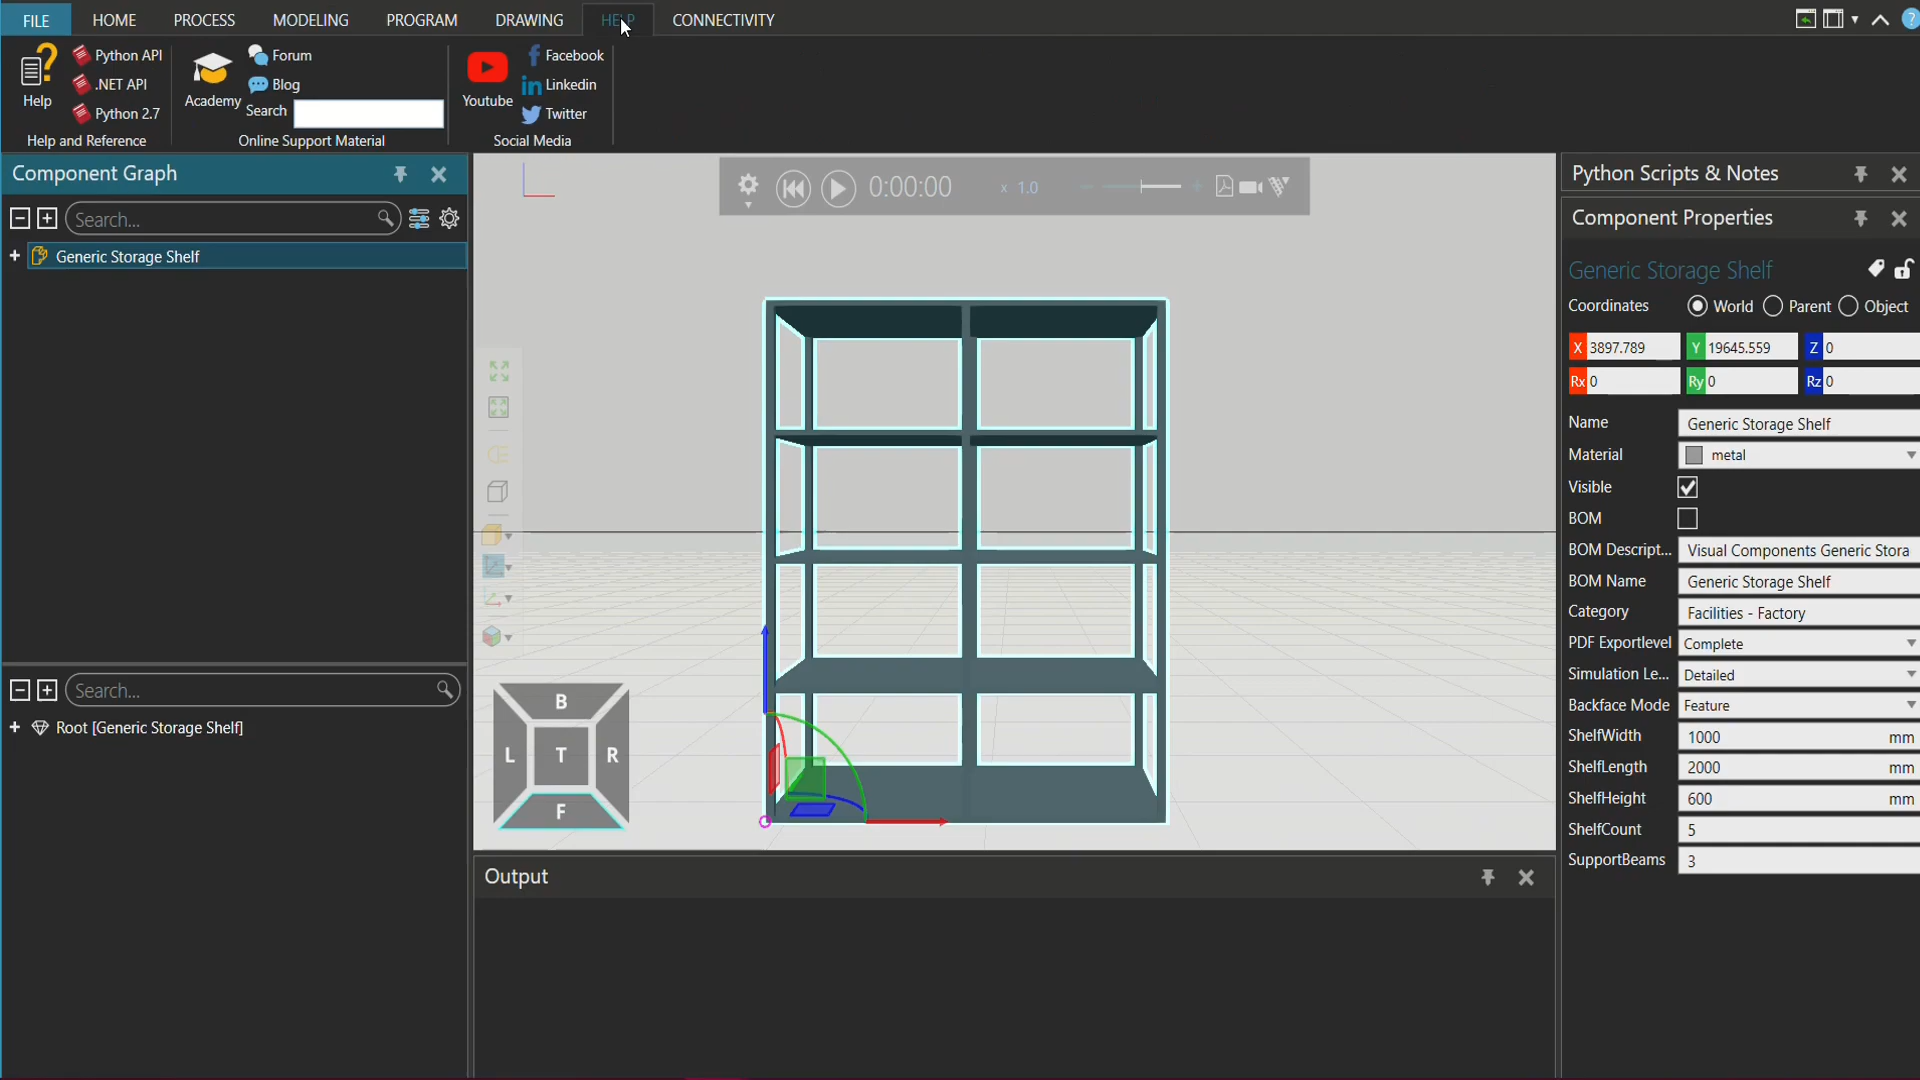 FILE HOME PROCESS MODELING PROGRAM DRAWING HELP CONNECTIVITY
Help
Python API
.NET API
Python 2.7
Help and Reference
Academy
Forum
Blog
Search
Online Support Material
Youtube
Facebook
Linkedin
Twitter
Social Media
Component Graph
Search...
Generic Storage Shelf
Search...
Root [Generic Storage Shelf]
0:00:00 x 1.0
B
L T R
F
Output
Python Scripts & Notes
Component Properties
Generic Storage Shelf
Coordinates World Parent Object
X 3897.789 Y 19645.559 Z 0
Rx 0 Ry 0 Rz 0
Name Generic Storage Shelf
Material metal
Visible
BOM
BOM Descript... Visual Components Generic Stora
BOM Name Generic Storage Shelf
Category Facilities - Factory
PDF Exportlevel Complete
Simulation Le... Detailed
Backface Mode Feature
ShelfWidth 1000 mm
ShelfLength 2000 mm
ShelfHeight 600 mm
ShelfCount 5
SupportBeams 3